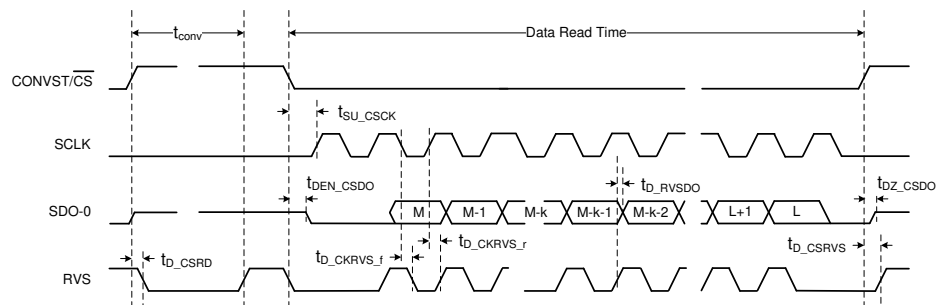 t_conv
Data Read Time
CONVST/C̅S̅
t_SU_CSCK
SCLK
t_DEN_CSDO
t_D_RVSDO
t_DZ_CSDO
SDO-0
M
M-1
M-k
M-k-1
M-k-2
L+1
L
t_D_CSRD
t_D_CKRVS_f
t_D_CKRVS_r
t_D_CSRVS
RVS